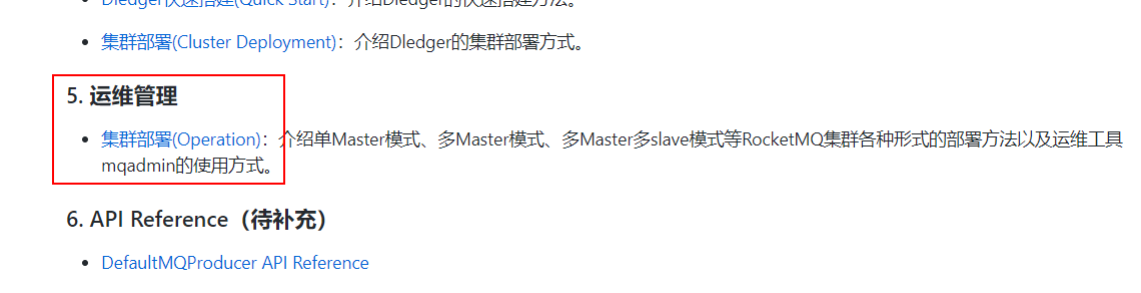 Dledger快速搭建(Quick Start)：介绍Dledger的快速搭建方法。
集群部署(Cluster Deployment)：介绍Dledger的集群部署方式。
5. 运维管理
集群部署(Operation)：介绍单Master模式、多Master模式、多Master多slave模式等RocketMQ集群各种形式的部署方法以及运维工具
mqadmin的使用方式。
6. API Reference（待补充）
DefaultMQProducer API Reference